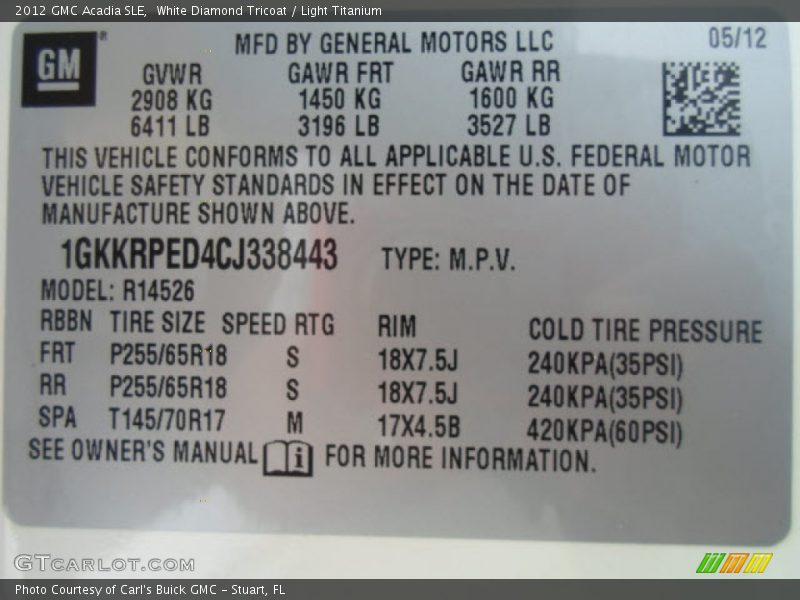 2012 GMC Acadia SLE, White Diamond Tricoat / Light Titanium
GM®
MFD BY GENERAL MOTORS LLC
05/12
GVWR GAWR FRT GAWR RR
2908 KG 1450 KG 1600 KG
6411 LB 3196 LB 3527 LB
THIS VEHICLE CONFORMS TO ALL APPLICABLE U.S. FEDERAL MOTOR
VEHICLE SAFETY STANDARDS IN EFFECT ON THE DATE OF
MANUFACTURE SHOWN ABOVE.
1GKKRPED4CJ338443 TYPE: M.P.V.
MODEL: R14526
RBBN TIRE SIZE SPEED RTG RIM COLD TIRE PRESSURE
FRT P255/65R18 S 18X7.5J 240KPA(35PSI)
RR P255/65R18 S 18X7.5J 240KPA(35PSI)
SPA T145/70R17 M 17X4.5B 420KPA(60PSI)
SEE OWNER'S MANUAL i FOR MORE INFORMATION.
GTCARLOT.COM
Photo Courtesy of Carl's Buick GMC - Stuart, FL